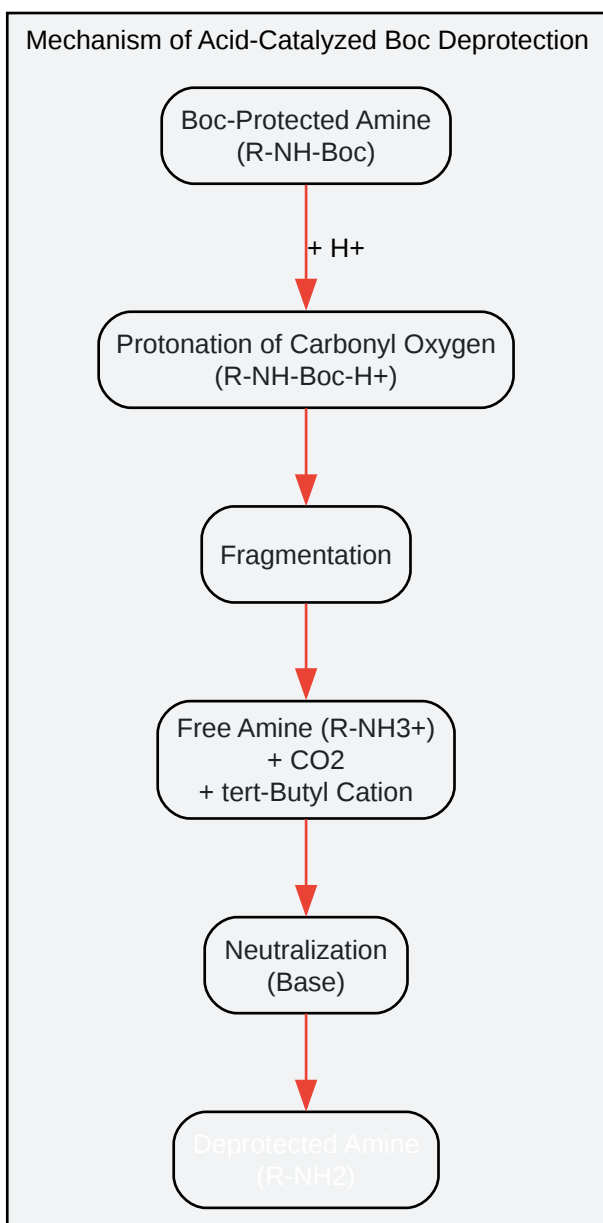 Mechanism of Acid-Catalyzed Boc Deprotection
Boc-Protected Amine
(R-NH-Boc)
+ H+
Protonation of Carbonyl Oxygen
(R-NH-Boc-H+)
Fragmentation
Free Amine (R-NH3+)
+ CO2
+ tert-Butyl Cation
Neutralization
(Base)
Deprotected Amine
(R-NH2)